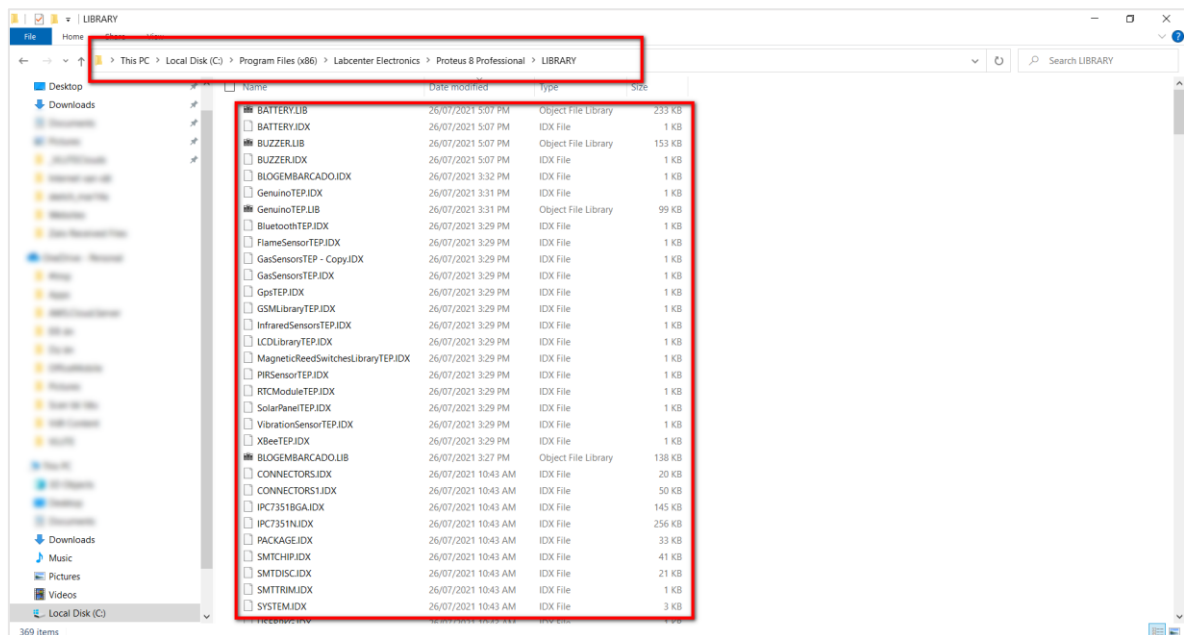 LIBRARY
File Home Share View
This PC > Local Disk (C:) > Program Files (x86) > Labcenter Electronics > Proteus 8 Professional > LIBRARY
Search LIBRARY
Name Date modified Type Size
Desktop
Downloads
Documents
Pictures
BATTERY.LIB 26/07/2021 5:07 PM Object File Library 233 KB
BATTERY.IDX 26/07/2021 5:07 PM IDX File 1 KB
BUZZER.LIB 26/07/2021 5:07 PM Object File Library 153 KB
BUZZER.IDX 26/07/2021 5:07 PM IDX File 1 KB
BLOGEMBARCADO.IDX 26/07/2021 3:32 PM IDX File 1 KB
GenuinoTEP.IDX 26/07/2021 3:31 PM IDX File 1 KB
GenuinoTEP.LIB 26/07/2021 3:31 PM Object File Library 99 KB
BluetoothTEP.IDX 26/07/2021 3:29 PM IDX File 1 KB
FlameSensorTEP.IDX 26/07/2021 3:29 PM IDX File 1 KB
GasSensorsTEP - Copy.IDX 26/07/2021 3:29 PM IDX File 1 KB
GasSensorsTEP.IDX 26/07/2021 3:29 PM IDX File 1 KB
GpsTEP.IDX 26/07/2021 3:29 PM IDX File 1 KB
GSMLibraryTEP.IDX 26/07/2021 3:29 PM IDX File 1 KB
InfraredSensorsTEP.IDX 26/07/2021 3:29 PM IDX File 1 KB
LCDLibraryTEP.IDX 26/07/2021 3:29 PM IDX File 1 KB
MagneticReedSwitchesLibraryTEP.IDX 26/07/2021 3:29 PM IDX File 1 KB
PIRSensorTEP.IDX 26/07/2021 3:29 PM IDX File 1 KB
RTCModuleTEP.IDX 26/07/2021 3:29 PM IDX File 1 KB
SolarPanelTEP.IDX 26/07/2021 3:29 PM IDX File 1 KB
VibrationSensorTEP.IDX 26/07/2021 3:29 PM IDX File 1 KB
XBeeTEP.IDX 26/07/2021 3:29 PM IDX File 1 KB
BLOGEMBARCADO.LIB 26/07/2021 3:27 PM Object File Library 138 KB
CONNECTORS.IDX 26/07/2021 10:43 AM IDX File 20 KB
CONNECTORS1.IDX 26/07/2021 10:43 AM IDX File 50 KB
IPC7351BGA.IDX 26/07/2021 10:43 AM IDX File 145 KB
IPC7351N.IDX 26/07/2021 10:43 AM IDX File 256 KB
PACKAGE.IDX 26/07/2021 10:43 AM IDX File 33 KB
SMTCHIP.IDX 26/07/2021 10:43 AM IDX File 41 KB
SMTDISC.IDX 26/07/2021 10:43 AM IDX File 21 KB
SMTTRIM.IDX 26/07/2021 10:43 AM IDX File 1 KB
SYSTEM.IDX 26/07/2021 10:43 AM IDX File 3 KB
Downloads
Music
Pictures
Videos
Local Disk (C:)
369 items